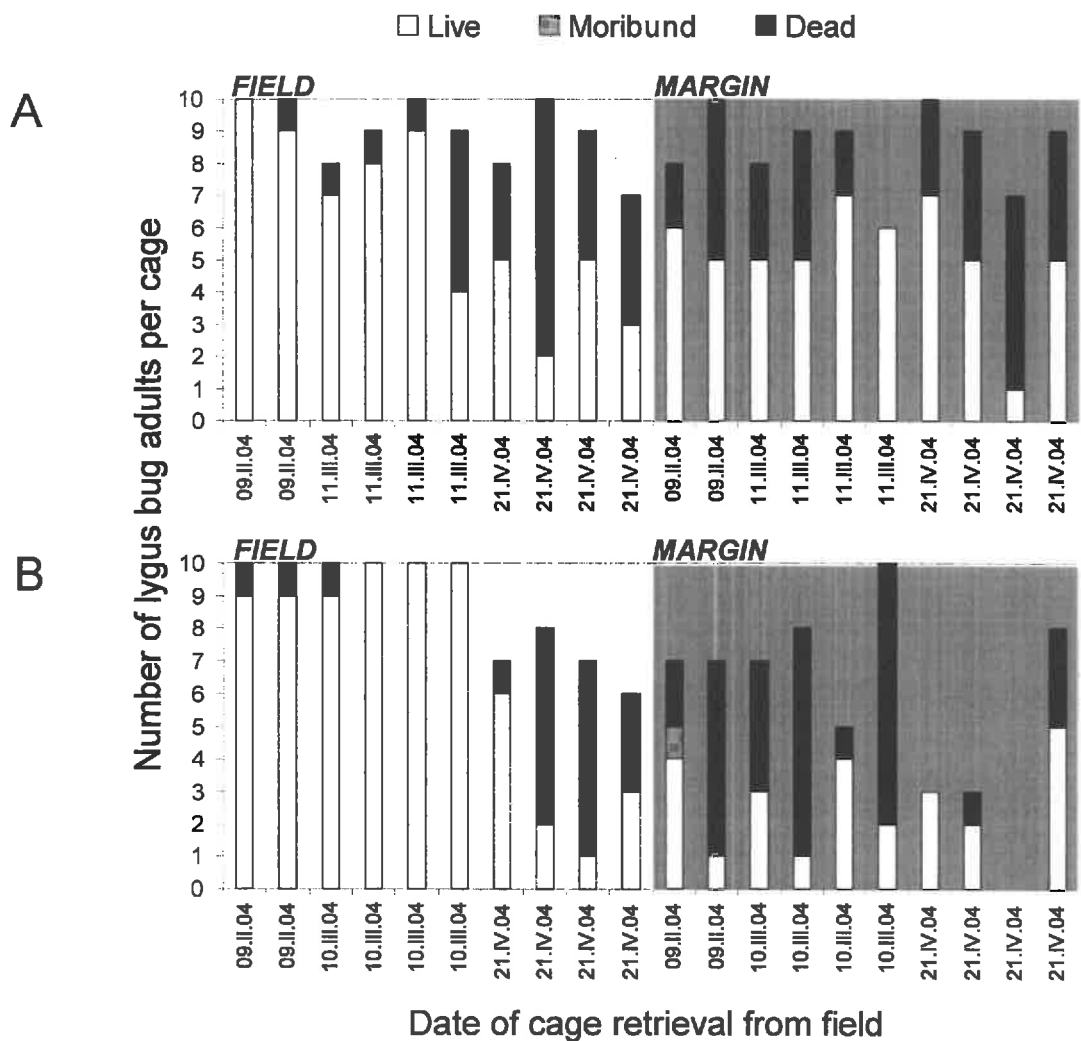 Live Moribund Dead
A
FIELD MARGIN
10
9
8
7
6
5
4
3
2
1
0
09.II.04 09.II.04 11.III.04 11.III.04 11.III.04 11.III.04 21.IV.04 21.IV.04 21.IV.04 21.IV.04 09.II.04 09.II.04 11.III.04 11.III.04 11.III.04 11.III.04 21.IV.04 21.IV.04 21.IV.04 21.IV.04
Number of lygus bug adults per cage
B
FIELD MARGIN
10
9
8
7
6
5
4
3
2
1
0
09.II.04 09.II.04 10.III.04 10.III.04 10.III.04 10.III.04 21.IV.04 21.IV.04 21.IV.04 21.IV.04 09.II.04 09.II.04 10.III.04 10.III.04 10.III.04 10.III.04 21.IV.04 21.IV.04 21.IV.04 21.IV.04
Date of cage retrieval from field